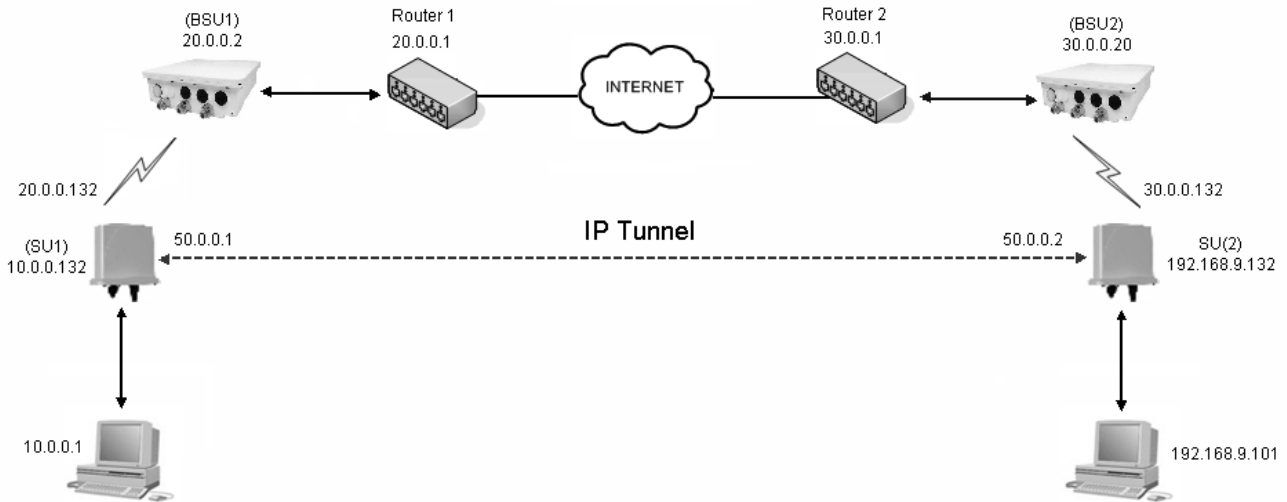 (BSU1)
20.0.0.2
Router 1
20.0.0.1
INTERNET
Router 2
30.0.0.1
(BSU2)
30.0.0.20
20.0.0.132
30.0.0.132
(SU1)
10.0.0.132
50.0.0.1
IP Tunnel
50.0.0.2
SU(2)
192.168.9.132
10.0.0.1
192.168.9.101